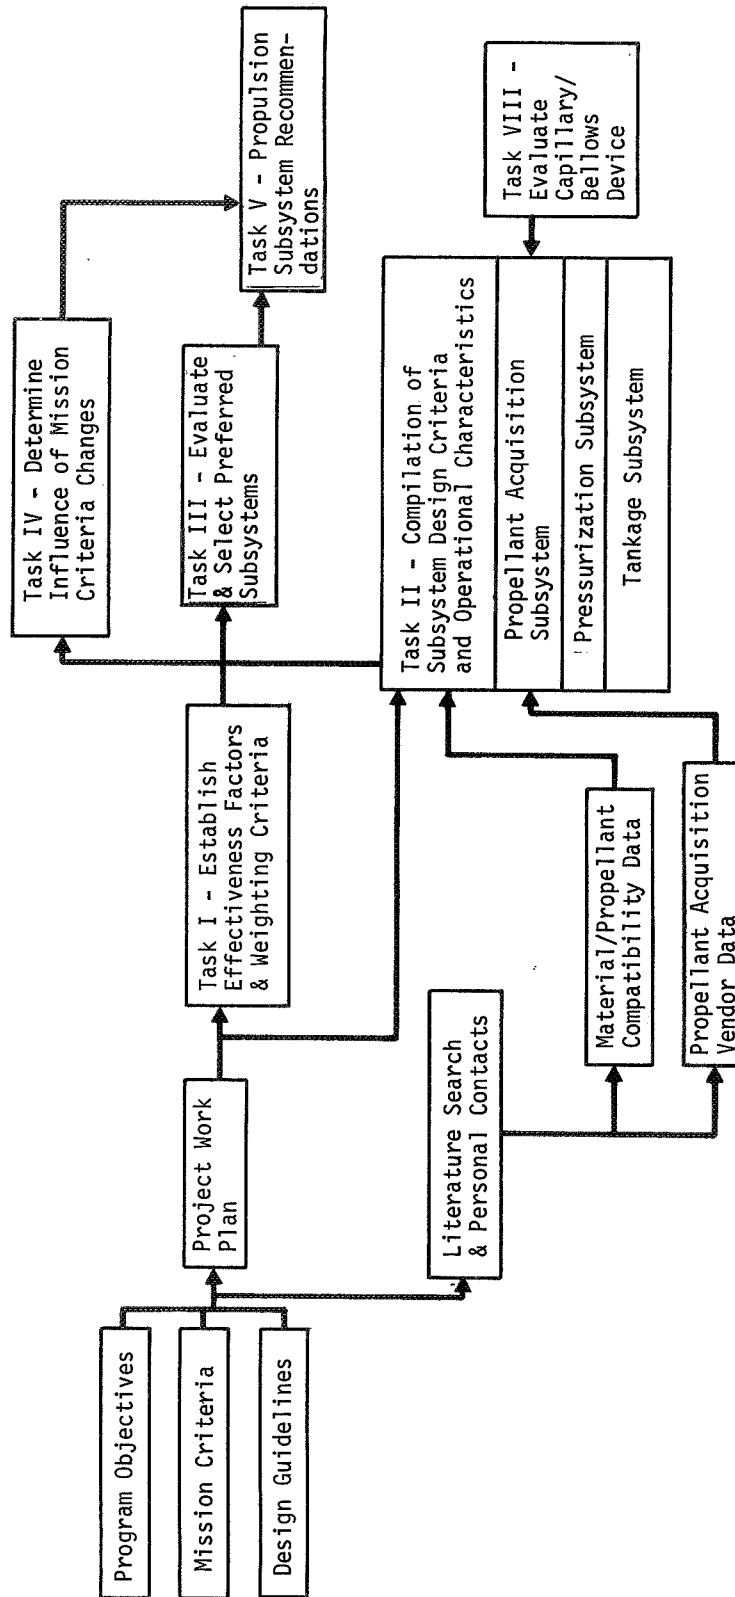 Program Objectives
Mission Criteria
Design Guidelines
Project Work
Plan
Literature Search
& Personal Contacts
Task I - Establish
Effectiveness Factors
& Weighting Criteria
Material/Propellant
Compatibility Data
Propellant Acquisition
Vendor Data
Task IV - Determine
Influence of Mission
Criteria Changes
Task III - Evaluate
& Select Preferred
Subsystems
Task II - Compilation of
Subsystem Design Criteria
and Operational Characteristics
Propellant Acquisition
Subsystem
Pressurization Subsystem
Tankage Subsystem
Task V - Propulsion
Subsystem Recommen-
dations
Task VIII -
Evaluate
Capillary/
Bellows
Device